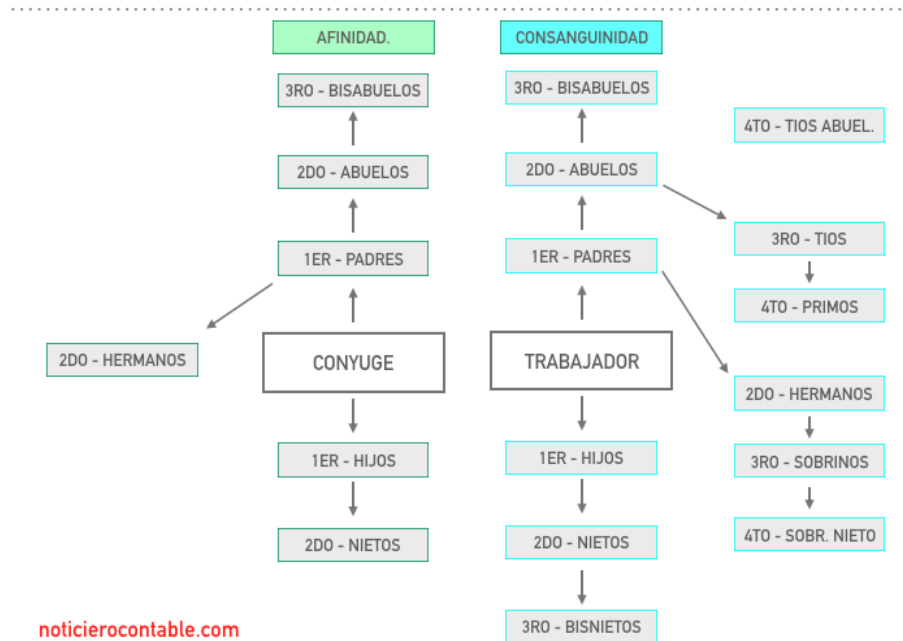 AFINIDAD.
CONSANGUINIDAD
3RO - BISABUELOS
3RO - BISABUELOS
4TO - TIOS ABUEL.
2DO - ABUELOS
2DO - ABUELOS
3RO - TIOS
1ER - PADRES
1ER - PADRES
4TO - PRIMOS
2DO - HERMANOS
CONYUGE
TRABAJADOR
2DO - HERMANOS
1ER - HIJOS
1ER - HIJOS
3RO - SOBRINOS
2DO - NIETOS
2DO - NIETOS
4TO - SOBR. NIETO
3RO - BISNIETOS
noticierocontable.com